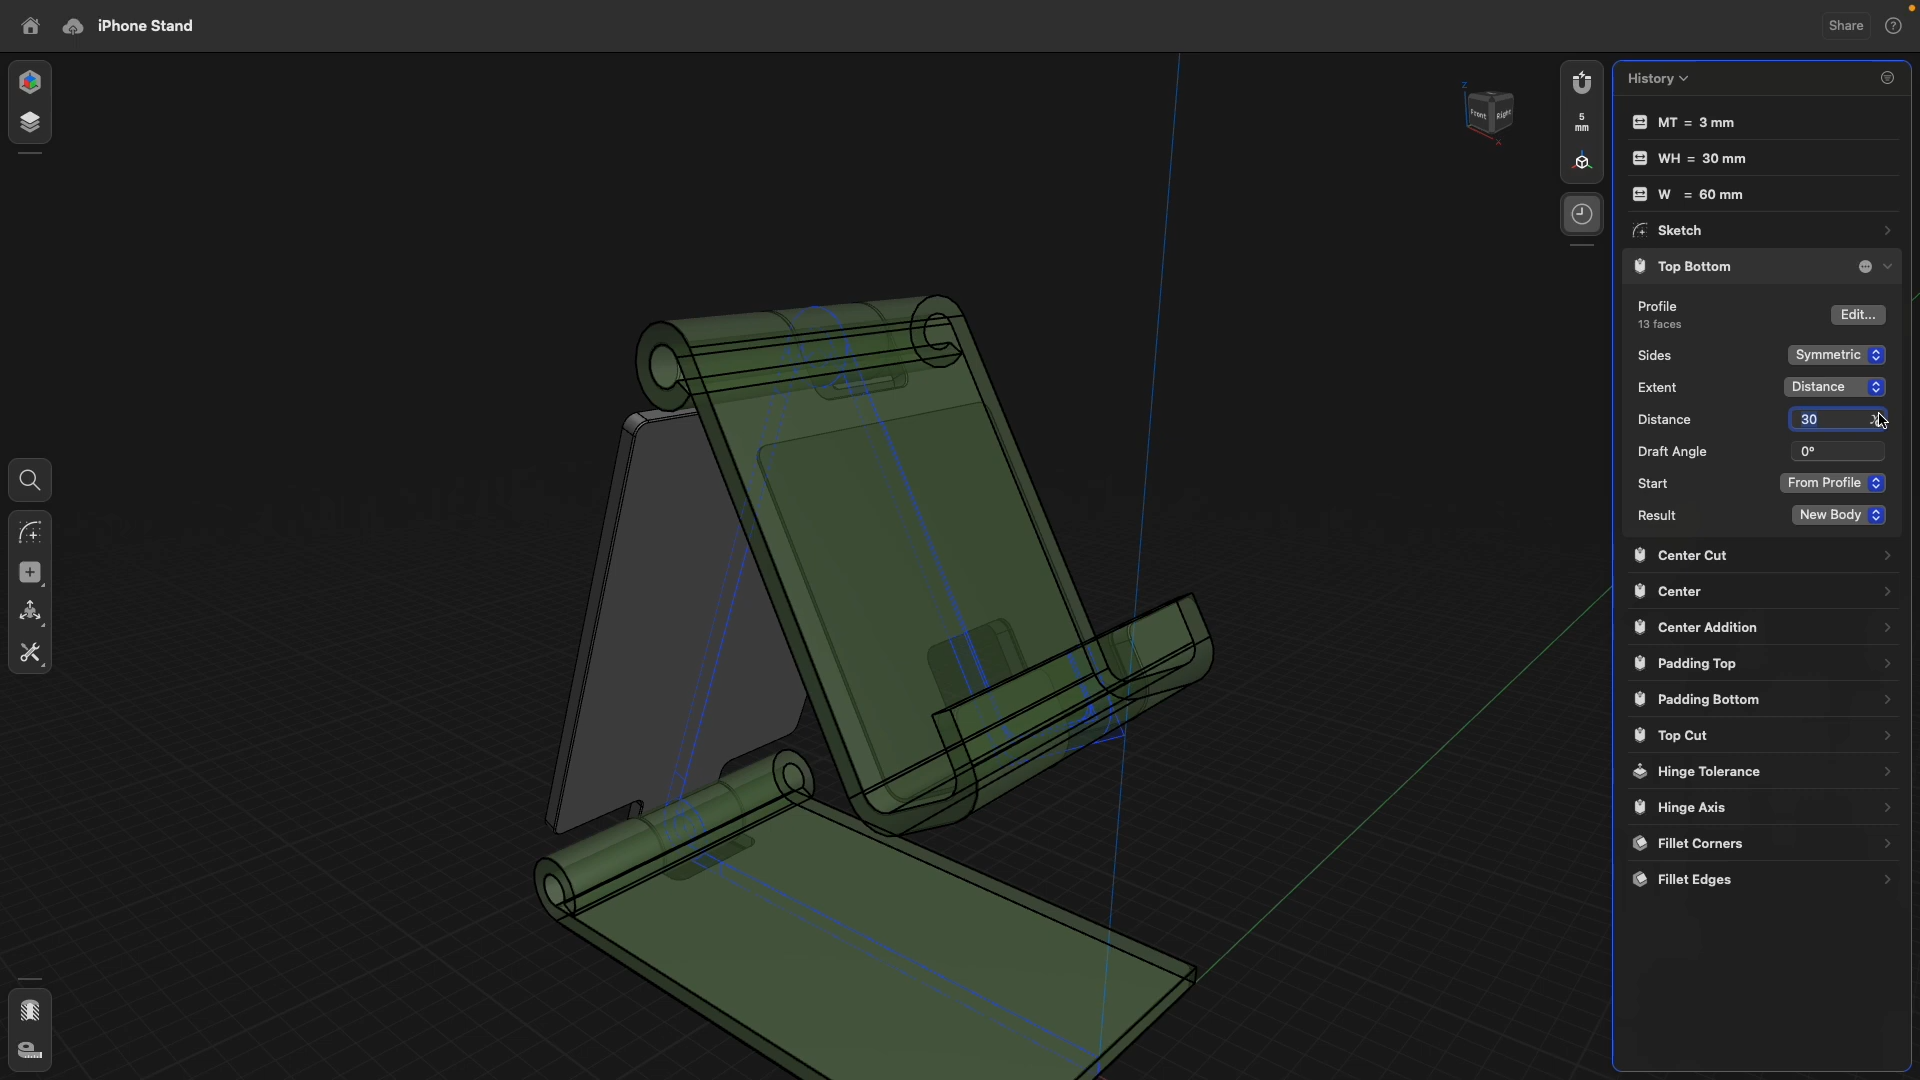 iPhone Stand
Share
History
MT = 3 mm
WH = 30 mm
W = 60 mm
Sketch
Top Bottom
Profile
13 faces
Edit...
Sides
Symmetric
Extent
Distance
Distance
30
Draft Angle
0°
Start
From Profile
Result
New Body
Center Cut
Center
Center Addition
Padding Top
Padding Bottom
Top Cut
Hinge Tolerance
Hinge Axis
Fillet Corners
Fillet Edges
5
mm
Z
Front
Right
X